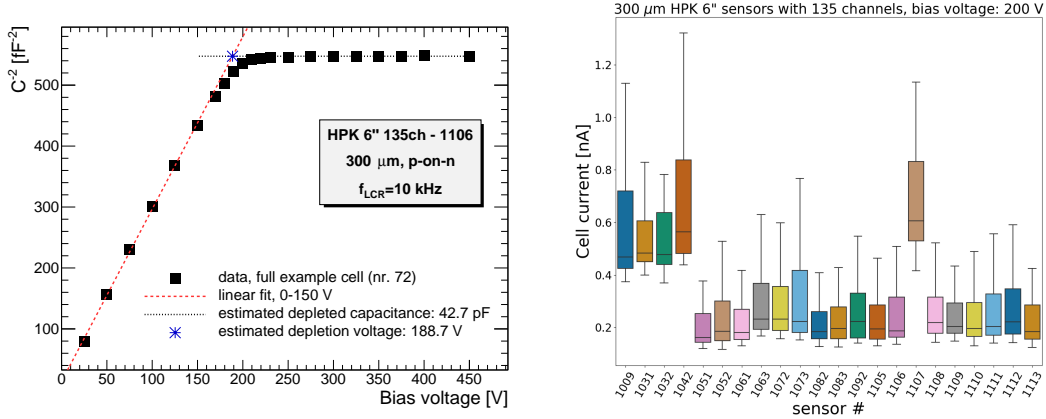 C⁻² [fF⁻²]
500
400
300
200
100
HPK 6" 135ch - 1106
300 μm, p-on-n
f_LCR=10 kHz
data, full example cell (nr. 72)
linear fit, 0-150 V
estimated depleted capacitance: 42.7 pF
estimated depletion voltage: 188.7 V
0 50 100 150 200 250 300 350 400 450
Bias voltage [V]
300 μm HPK 6" sensors with 135 channels, bias voltage: 200 V
Cell current [nA]
1.2
1.0
0.8
0.6
0.4
0.2
1009 1031 1032 1042 1051 1052 1061 1063 1072 1073 1082 1083 1092 1105 1106 1107 1108 1109 1110 1111 1112 1113
sensor #